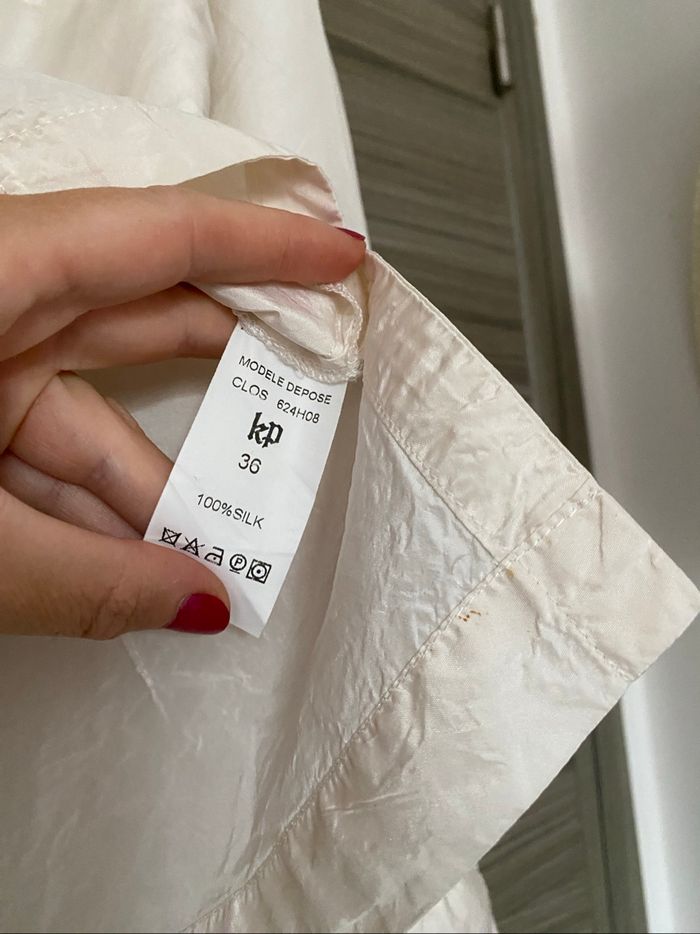 MODELE DEPOSE
CLOS 624H08
kp
36
100%SILK
P